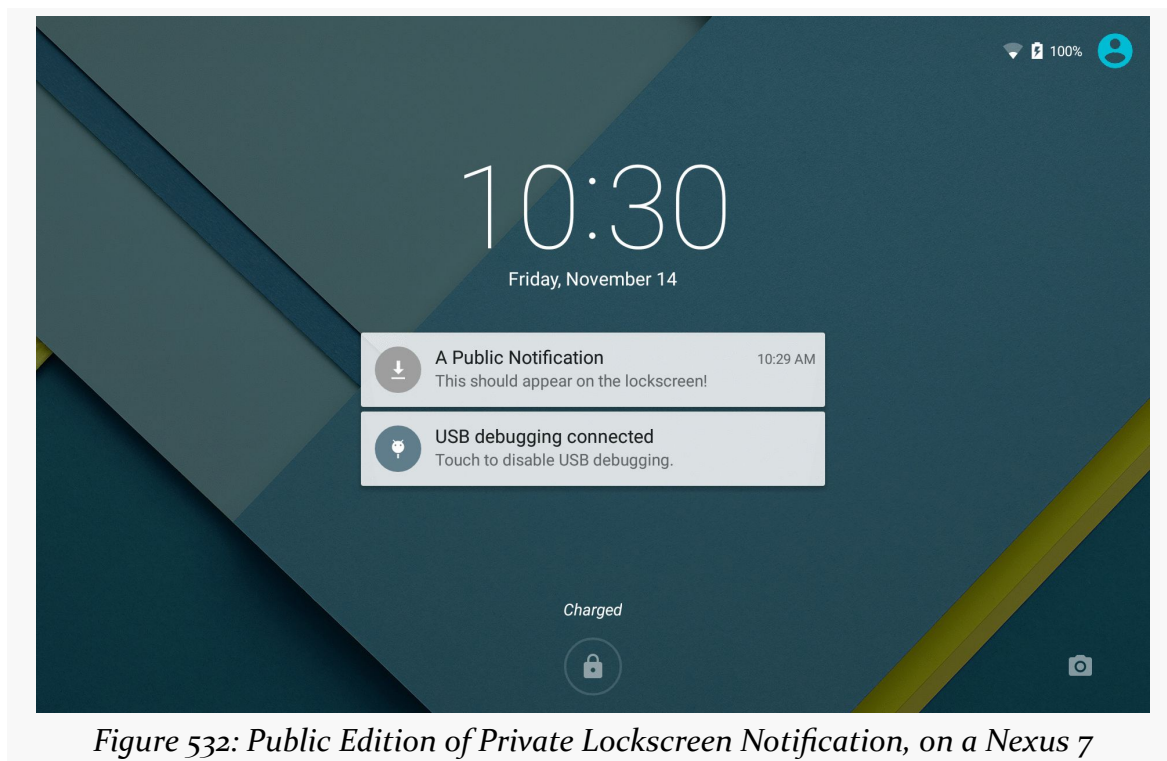 100%
10:30
Friday, November 14
A Public Notification 10:29 AM
This should appear on the lockscreen!
USB debugging connected
Touch to disable USB debugging.
Charged
Figure 532: Public Edition of Private Lockscreen Notification, on a Nexus 7